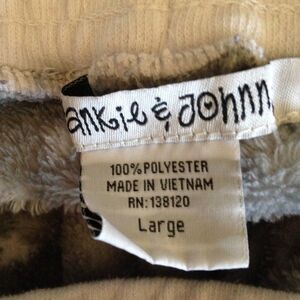 ankie & Johnn
100% POLYESTER
MADE IN VIETNAM
RN: 138120
Large